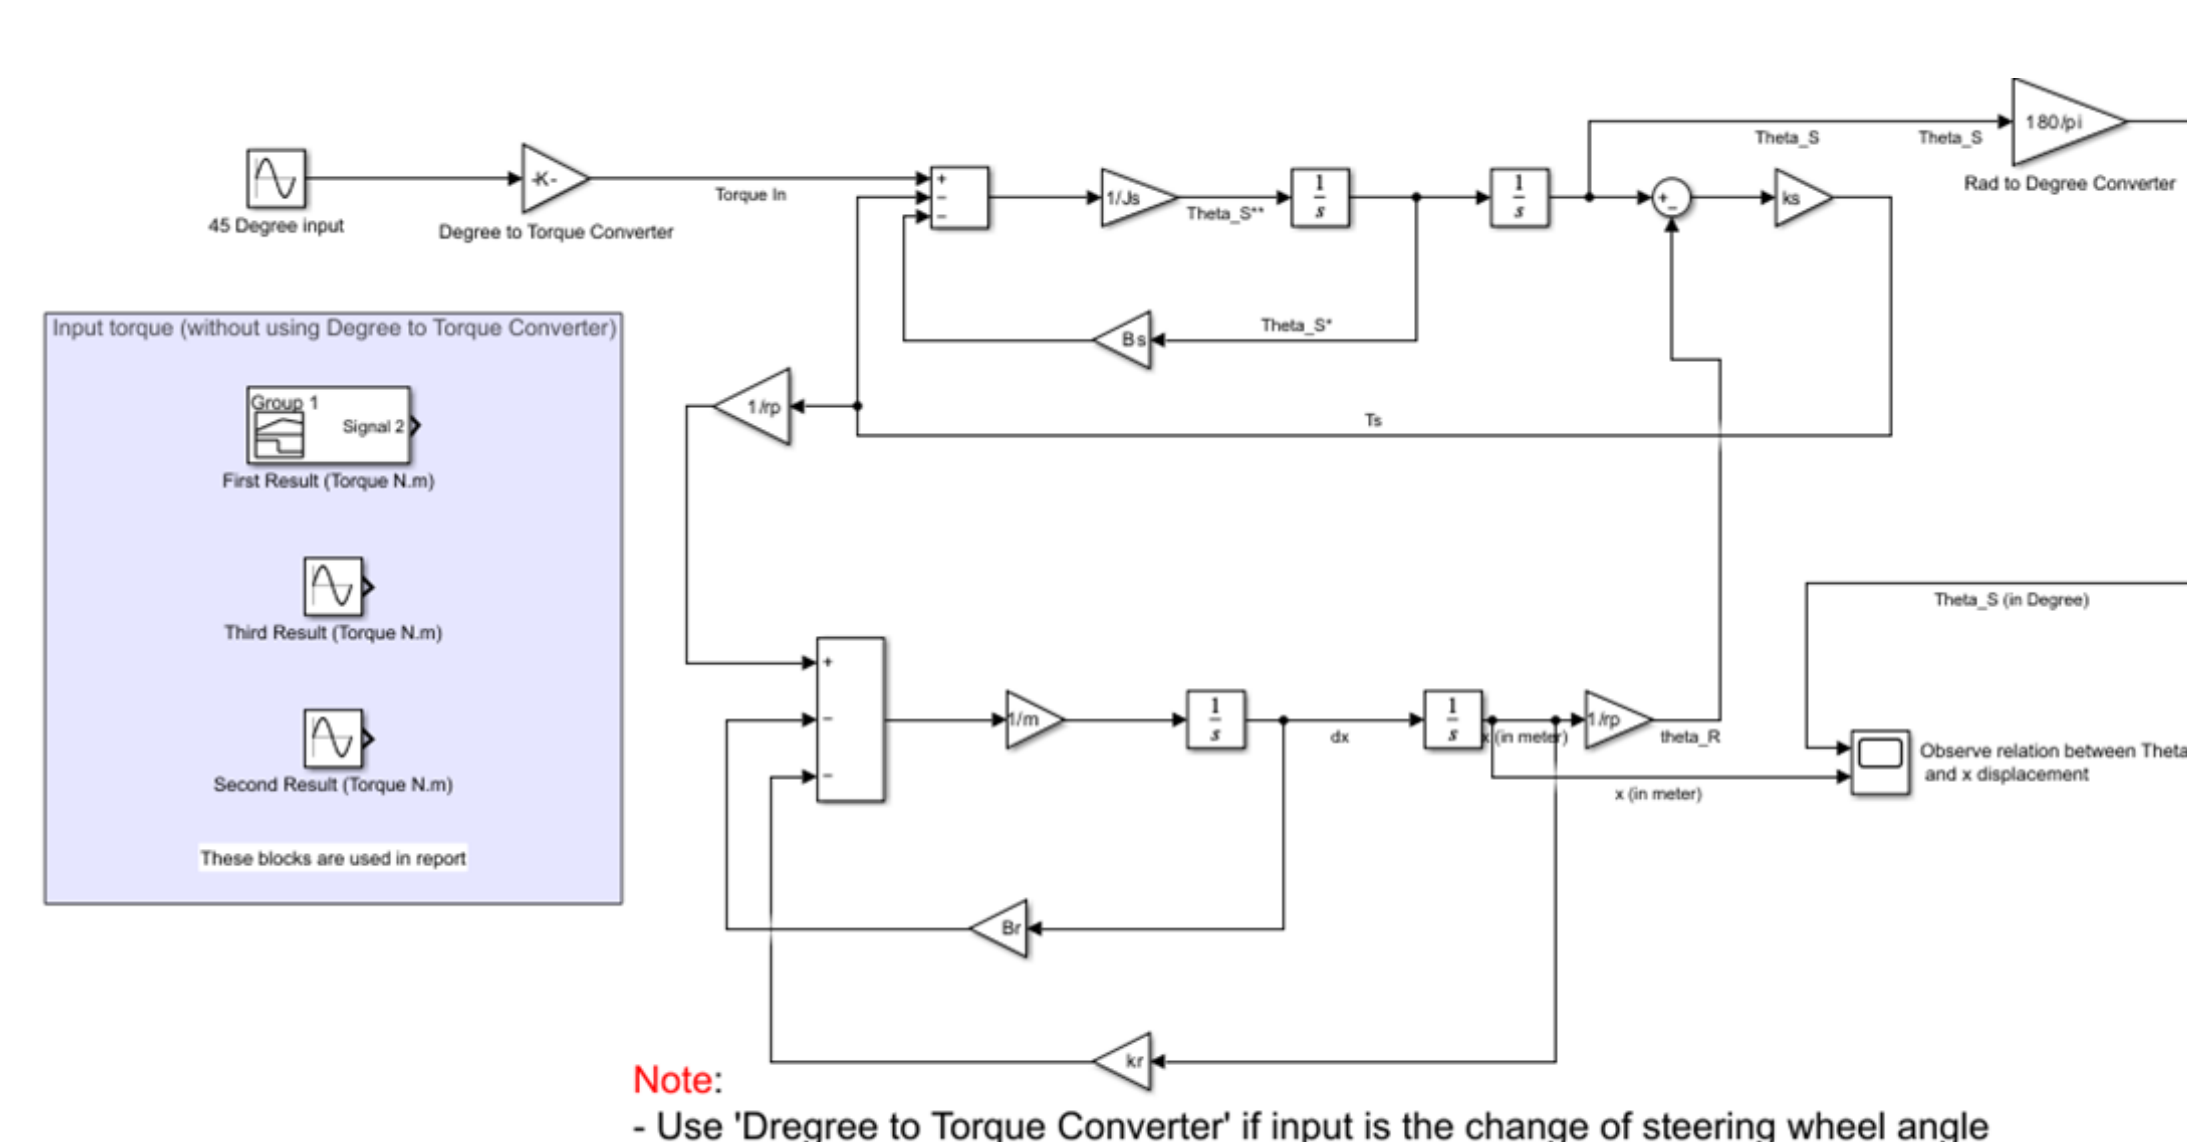 180/pi
Theta_S
Theta_S
Rad to Degree Converter
-K-
45 Degree input
Degree to Torque Converter
Torque In
+
−
−
1/Js
Theta_S**
1
s
1
s
+
−
ks
Bs
Theta_S*
Input torque (without using Degree to Torque Converter)
Group 1
Signal 2
First Result (Torque N.m)
Third Result (Torque N.m)
Second Result (Torque N.m)
These blocks are used in report
1/rp
Ts
+
−
−
1/m
1
s
dx
1
s
x (in meter)
1/rp
theta_R
x (in meter)
Theta_S (in Degree)
Observe relation between Theta
and x displacement
Br
kr
Note:
- Use 'Dregree to Torque Converter' if input is the change of steering wheel angle